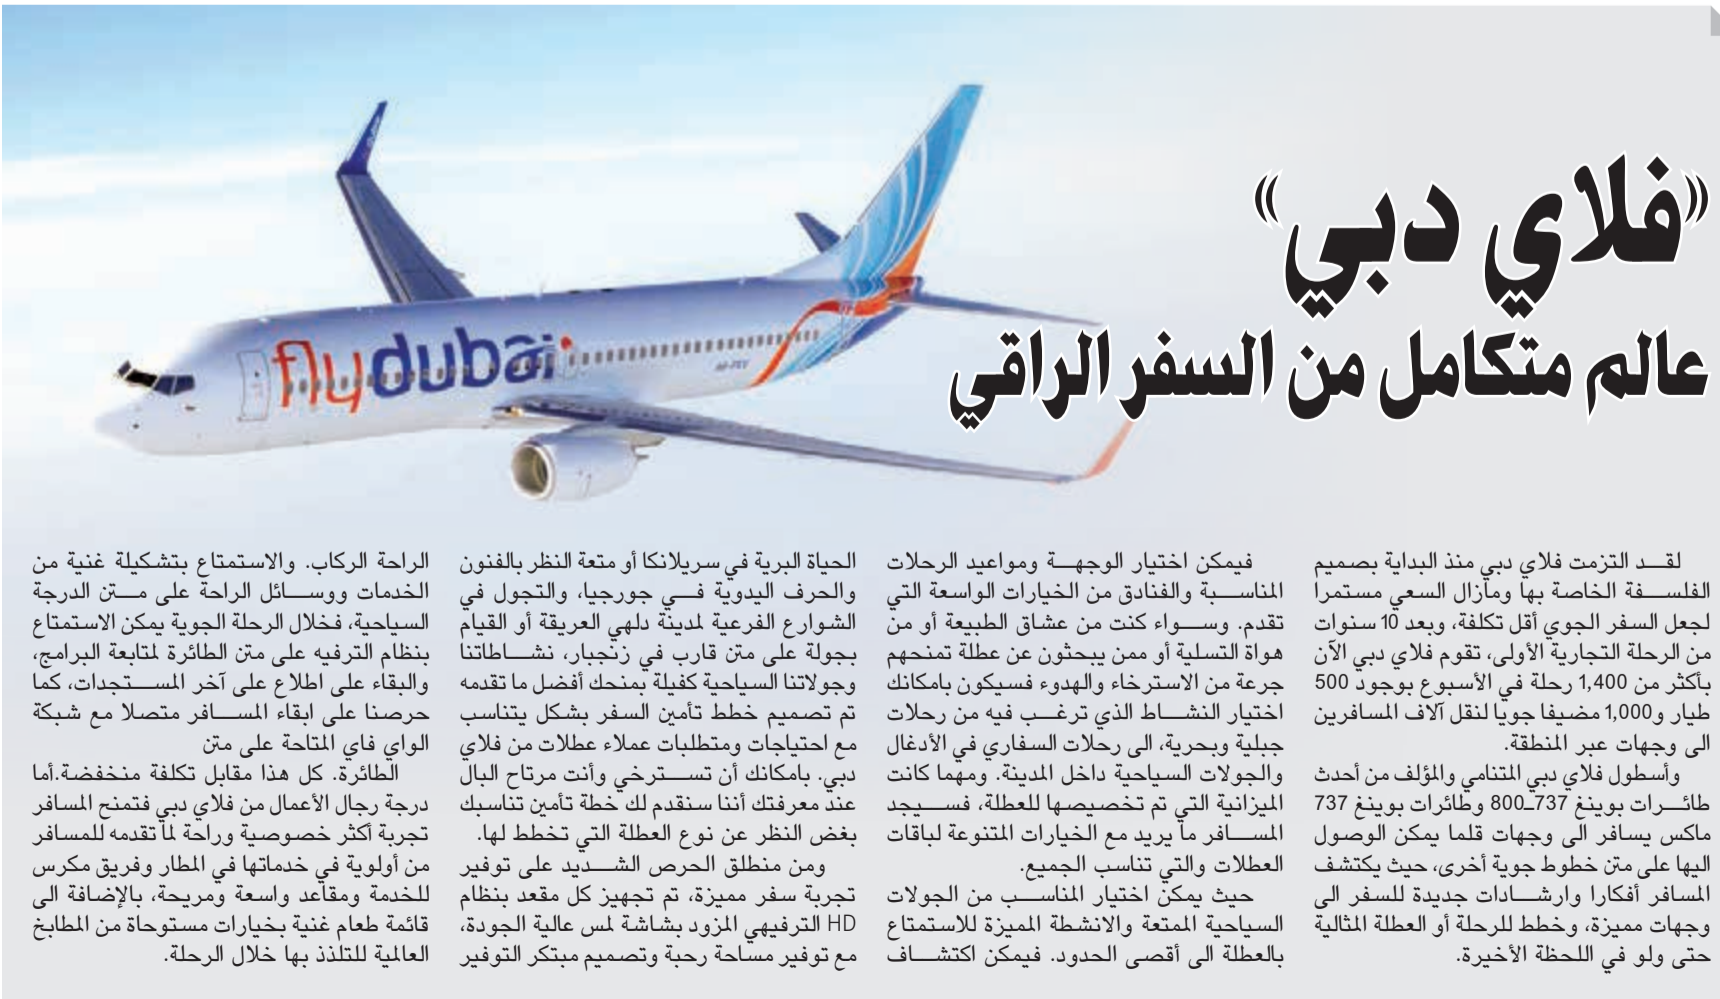 «فلاي دبي»
عالم متكامل من السفر الراقي
flydubai
لقد التزمت فلاي دبي منذ البداية بصميم
الفلسفة الخاصة بها ومازال السعي مستمرا
لجعل السفر الجوي أقل تكلفة، وبعد 10 سنوات
من الرحلة التجارية الأولى، تقوم فلاي دبي الآن
بأكثر من 1,400 رحلة في الأسبوع بوجود 500
طيار و1,000 مضيفا جويا لنقل آلاف المسافرين
الى وجهات عبر المنطقة.
وأسطول فلاي دبي المتنامي والمؤلف من أحدث
طائرات بوينغ 737ـ800 وطائرات بوينغ 737
ماكس يسافر الى وجهات قلما يمكن الوصول
اليها على متن خطوط جوية أخرى، حيث يكتشف
المسافر أفكارا وارشادات جديدة للسفر الى
وجهات مميزة، وخطط للرحلة أو العطلة المثالية
حتى ولو في اللحظة الأخيرة.
فيمكن اختيار الوجهة ومواعيد الرحلات
المناسبة والفنادق من الخيارات الواسعة التي
تقدم. وسواء كنت من عشاق الطبيعة أو من
هواة التسلية أو ممن يبحثون عن عطلة تمنحهم
جرعة من الاسترخاء والهدوء فسيكون بامكانك
اختيار النشاط الذي ترغب فيه من رحلات
جبلية وبحرية، الى رحلات السفاري في الأدغال
والجولات السياحية داخل المدينة. ومهما كانت
الميزانية التي تم تخصيصها للعطلة، فسيجد
المسافر ما يريد مع الخيارات المتنوعة لباقات
العطلات والتي تناسب الجميع.
حيث يمكن اختيار المناسب من الجولات
السياحية الممتعة والانشطة المميزة للاستمتاع
بالعطلة الى أقصى الحدود. فيمكن اكتشاف
الحياة البرية في سريلانكا أو متعة النظر بالفنون
والحرف اليدوية في جورجيا، والتجول في
الشوارع الفرعية لمدينة دلهي العريقة أو القيام
بجولة على متن قارب في زنجبار، نشاطاتنا
وجولاتنا السياحية كفيلة بمنحك أفضل ما تقدمه
تم تصميم خطط تأمين السفر بشكل يتناسب
مع احتياجات ومتطلبات عملاء عطلات من فلاي
دبي. بامكانك أن تسترخي وأنت مرتاح البال
عند معرفتك أننا سنقدم لك خطة تأمين تناسبك
بغض النظر عن نوع العطلة التي تخطط لها.
ومن منطلق الحرص الشديد على توفير
تجربة سفر مميزة، تم تجهيز كل مقعد بنظام
HD الترفيهي المزود بشاشة لمس عالية الجودة،
مع توفير مساحة رحبة وتصميم مبتكر التوفير
الراحة الركاب. والاستمتاع بتشكيلة غنية من
الخدمات ووسائل الراحة على متن الدرجة
السياحية، فخلال الرحلة الجوية يمكن الاستمتاع
بنظام الترفيه على متن الطائرة لمتابعة البرامج،
والبقاء على اطلاع على آخر المستجدات، كما
حرصنا على ابقاء المسافر متصلا مع شبكة
الواي فاي المتاحة على متن
الطائرة. كل هذا مقابل تكلفة منخفضة.أما
درجة رجال الأعمال من فلاي دبي فتمنح المسافر
تجربة أكثر خصوصية وراحة لما تقدمه للمسافر
من أولوية في خدماتها في المطار وفريق مكرس
للخدمة ومقاعد واسعة ومريحة، بالإضافة الى
قائمة طعام غنية بخيارات مستوحاة من المطابخ
العالمية للتلذذ بها خلال الرحلة.